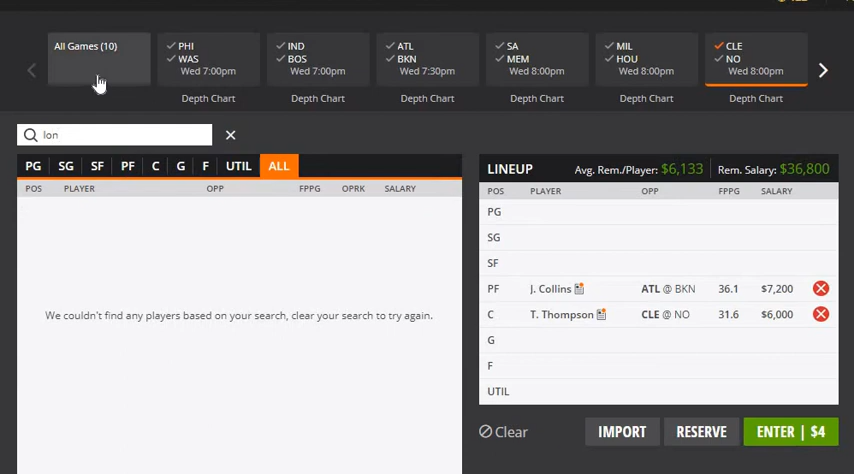 All Games (10)
PHI
WAS
Wed 7:00pm
Depth Chart
IND
BOS
Wed 7:00pm
Depth Chart
ATL
BKN
Wed 7:30pm
Depth Chart
SA
MEM
Wed 8:00pm
Depth Chart
MIL
HOU
Wed 8:00pm
Depth Chart
CLE
NO
Wed 8:00pm
Depth Chart
lon
PG SG SF PF C G F UTIL ALL
POS PLAYER OPP FPPG OPRK SALARY
We couldn't find any players based on your search, clear your search to try again.
LINEUP Avg. Rem./Player: $6,133 Rem. Salary: $36,800
POS PLAYER OPP FPPG SALARY
PG
SG
SF
PF J. Collins ATL @ BKN 36.1 $7,200
C T. Thompson CLE @ NO 31.6 $6,000
G
F
UTIL
Clear IMPORT RESERVE ENTER | $4